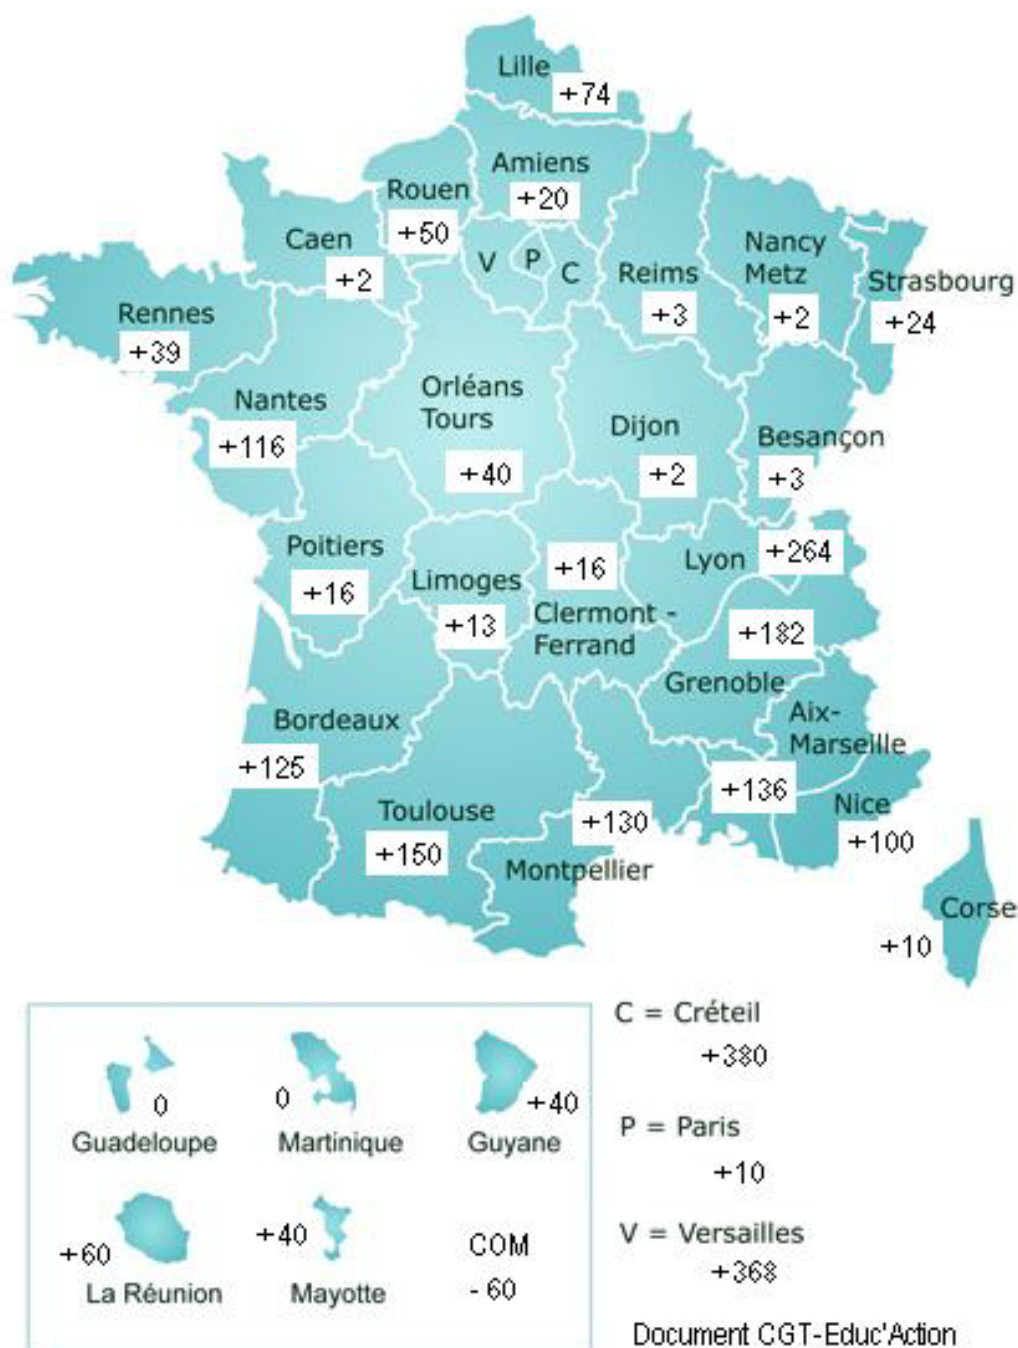 Lille
+74
Amiens
+20
Rouen
+50
Caen
+2
V
P
C
Reims
+3
Nancy
Metz
+2
Strasbourg
+24
Rennes
+39
Nantes
+116
Orléans
Tours
+40
Dijon
+2
Besançon
+3
Poitiers
+16
Limoges
+13
+16
Clermont -
Ferrand
Lyon
+264
+182
Grenoble
Bordeaux
+125
Aix-
Marseille
+136
Toulouse
+150
+130
Montpellier
Nice
+100
Corse
+10
0
Guadeloupe
0
Martinique
+40
Guyane
+60
La Réunion
+40
Mayotte
COM
- 60
C = Créteil
+380
P = Paris
+10
V = Versailles
+368
Document CGT-Educ'Action